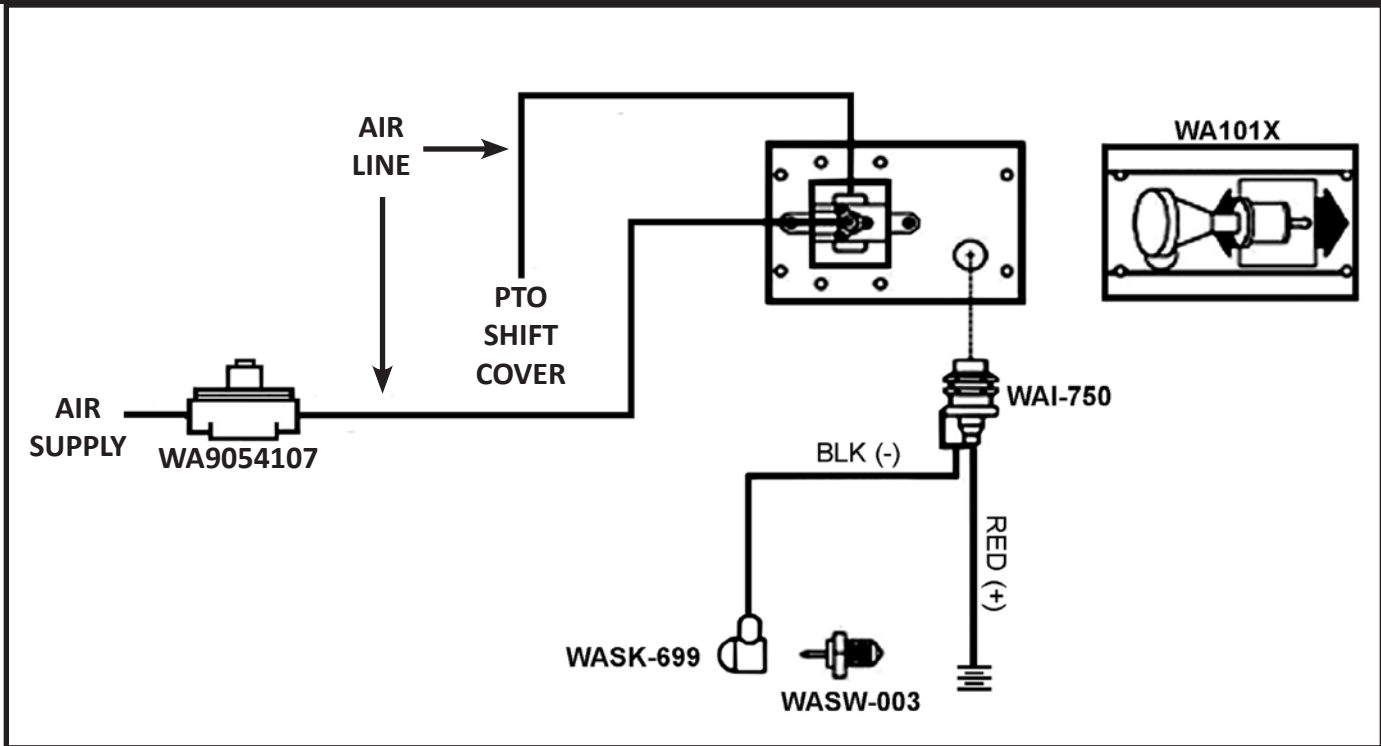 AIR
LINE
WA101X
PTO
SHIFT
COVER
AIR
SUPPLY
WA9054107
WAI-750
BLK (-)
RED (+)
WASK-699
WASW-003